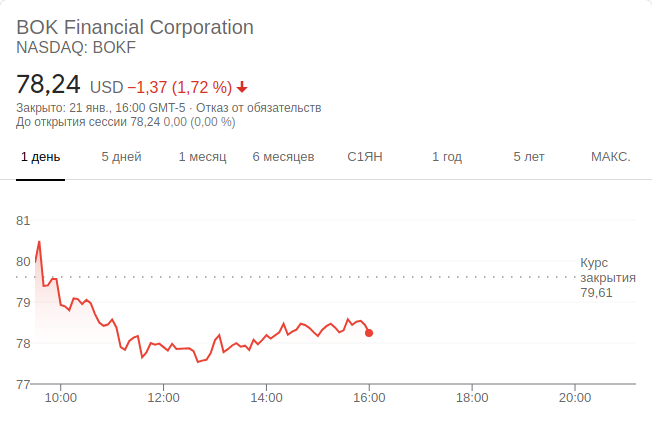 BOK Financial Corporation
NASDAQ: BOKF
78,24 USD −1,37 (1,72 %)
Закрыто: 21 янв., 16:00 GMT-5 · Отказ от обязательств
До открытия сессии 78,24 0,00 (0,00 %)
1 день 5 дней 1 месяц 6 месяцев С1ЯН 1 год 5 лет МАКС.
81
80
79
78
77
Курс
закрытия
79,61
10:00 12:00 14:00 16:00 18:00 20:00